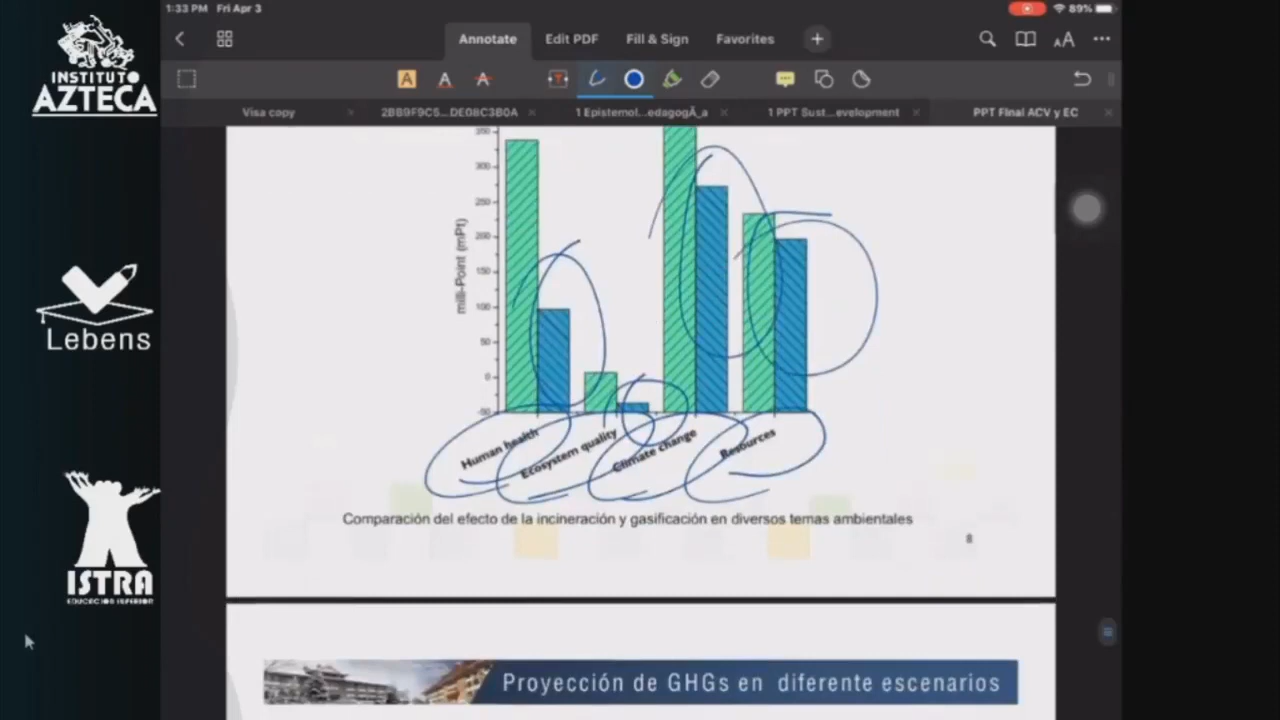 1:33 PM Fri Apr 3
89%
Annotate Edit PDF Fill & Sign Favorites
Visa copy 2BB9F9C5...DE08C3B0A 1 Epistemol...edagogÃ_a 1 PPT Sust...evelopment PPT FInal ACV y EC
INSTITUTO
AZTECA
Lebens
ISTRA
EDUCACION SUPERIOR
350
300
250
200
150
100
50
0
-50
milli-Point (mPt)
Human health
Ecosystem quality
Climate change
Resources
Comparación del efecto de la incineración y gasificación en diversos temas ambientales
8
Proyección de GHGs en diferente escenarios